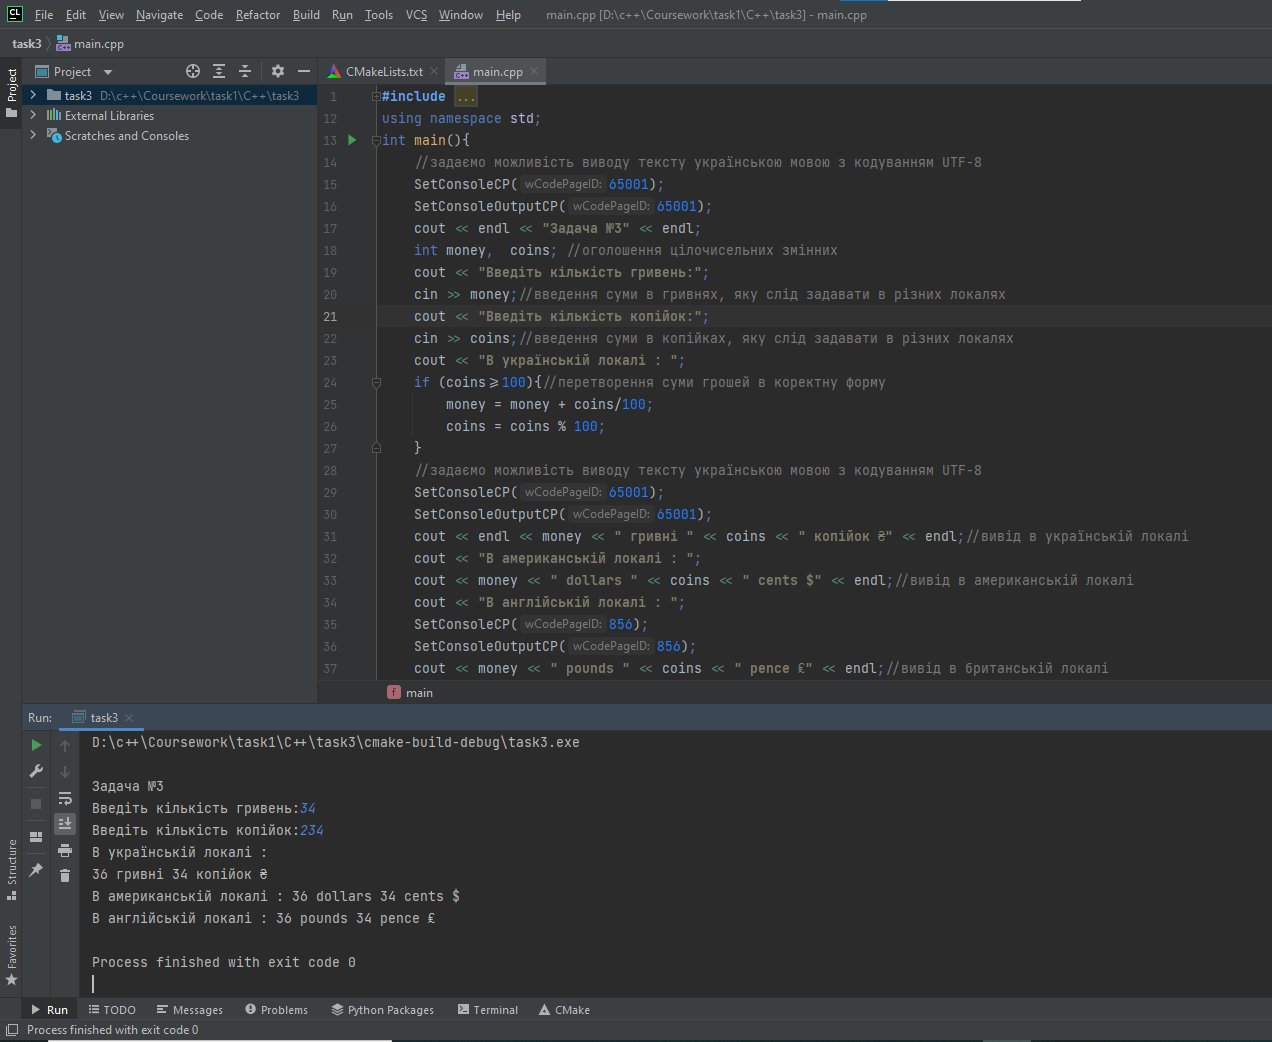 CL File Edit View Navigate Code Refactor Build Run Tools VCS Window Help main.cpp [D:\c++\Coursework\task1\C++\task3] - main.cpp
task3 main.cpp
Project CMakeLists.txt main.cpp
Project
task3 D:\c++\Coursework\task1\C++\task3
External Libraries
Scratches and Consoles
1 #include ...
12 using namespace std;
13 int main(){
14 //задаємо можливість виводу тексту українською мовою з кодуванням UTF-8
15 SetConsoleCP( wCodePageID: 65001);
16 SetConsoleOutputCP( wCodePageID: 65001);
17 cout << endl << "Задача №3" << endl;
18 int money, coins; //оголошення цілочисельних змінних
19 cout << "Введіть кількість гривень:";
20 cin >> money;//введення суми в гривнях, яку слід задавати в різних локалях
21 cout << "Введіть кількість копійок:";
22 cin >> coins;//введення суми в копійках, яку слід задавати в різних локалях
23 cout << "В українській локалі : ";
24 if (coins>=100){//перетворення суми грошей в коректну форму
25 money = money + coins/100;
26 coins = coins % 100;
27 }
28 //задаємо можливість виводу тексту українською мовою з кодуванням UTF-8
29 SetConsoleCP( wCodePageID: 65001);
30 SetConsoleOutputCP( wCodePageID: 65001);
31 cout << endl << money << " гривні " << coins << " копійок ₴" << endl;//вивід в українській локалі
32 cout << "В американській локалі : ";
33 cout << money << " dollars " << coins << " cents $" << endl;//вивід в американській локалі
34 cout << "В англійській локалі : ";
35 SetConsoleCP( wCodePageID: 856);
36 SetConsoleOutputCP( wCodePageID: 856);
37 cout << money << " pounds " << coins << " pence ₤" << endl;//вивід в британській локалі
f main
Run: task3
D:\c++\Coursework\task1\C++\task3\cmake-build-debug\task3.exe
Задача №3
Введіть кількість гривень:34
Введіть кількість копійок:234
В українській локалі :
36 гривні 34 копійок ₴
В американській локалі : 36 dollars 34 cents $
В англійській локалі : 36 pounds 34 pence ₤
Process finished with exit code 0
Structure
Favorites
Run TODO Messages Problems Python Packages Terminal CMake
Process finished with exit code 0